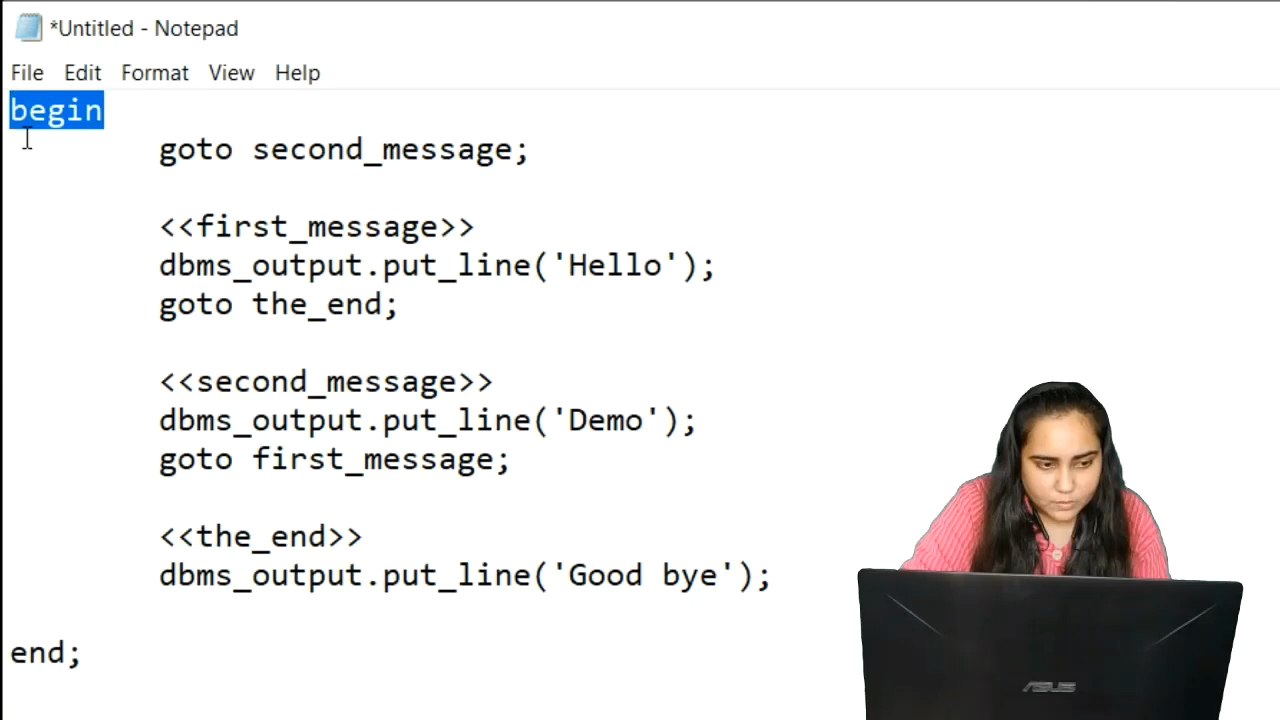 *Untitled - Notepad
File Edit Format View Help
begin
goto second_message;
<<first_message>>
dbms_output.put_line('Hello');
goto the_end;
<<second_message>>
dbms_output.put_line('Demo');
goto first_message;
<<the_end>>
dbms_output.put_line('Good bye');
end;
ASUS